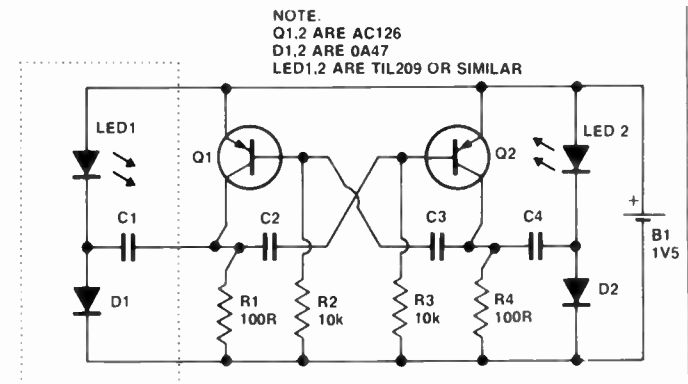 NOTE.
Q1,2 ARE AC126
D1,2 ARE 0A47
LED1,2 ARE TIL209 OR SIMILAR
LED1
Q1
Q2
LED 2
C1
C2
C3
C4
+
B1
1V5
D1
R1
100R
R2
10k
R3
10k
R4
100R
D2